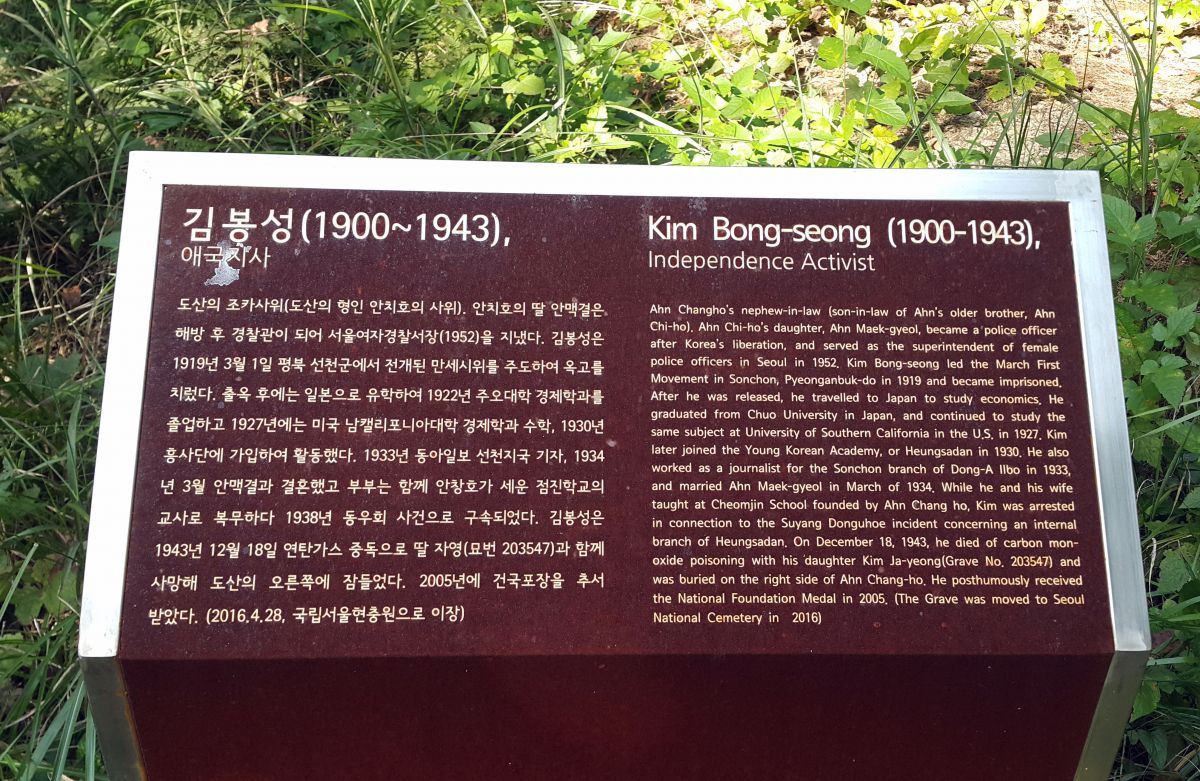 김봉성(1900~1943),
애국지사
도산의 조카사위(도산의 형인 안치호의 사위). 안치호의 딸 안맥결은
해방 후 경찰관이 되어 서울여자경찰서장(1952)을 지냈다. 김봉성은
1919년 3월 1일 평북 선천군에서 전개된 만세시위를 주도하여 옥고를
치렀다. 출옥 후에는 일본으로 유학하여 1922년 주오대학 경제학과를
졸업하고 1927년에는 미국 남캘리포니아대학 경제학과 수학, 1930년
흥사단에 가입하여 활동했다. 1933년 동아일보 선천지국 기자, 1934
년 3월 안맥결과 결혼했고 부부는 함께 안창호가 세운 점진학교의
교사로 복무하다 1938년 동우회 사건으로 구속되었다. 김봉성은
1943년 12월 18일 연탄가스 중독으로 딸 자영(묘번 203547)과 함께
사망해 도산의 오른쪽에 잠들었다. 2005년에 건국포장을 추서
받았다. (2016.4.28, 국립서울현충원으로 이장)
Kim Bong-seong (1900-1943),
Independence Activist
Ahn Changho's nephew-in-law (son-in-law of Ahn's older brother, Ahn
Chi-ho). Ahn Chi-ho's daughter, Ahn Maek-gyeol, became a police officer
after Korea's liberation, and served as the superintendent of female
police officers in Seoul in 1952. Kim Bong-seong led the March First
Movement in Sonchon, Pyeonganbuk-do in 1919 and became imprisoned.
After he was released, he travelled to Japan to study economics. He
graduated from Chuo University in Japan, and continued to study the
same subject at University of Southern California in the U.S. in 1927. Kim
later joined the Young Korean Academy, or Heungsadan in 1930. He also
worked as a journalist for the Sonchon branch of Dong-A Ilbo in 1933,
and married Ahn Maek-gyeol in March of 1934. While he and his wife
taught at Cheomjin School founded by Ahn Chang ho, Kim was arrested
in connection to the Suyang Donguhoe incident concerning an internal
branch of Heungsadan. On December 18, 1943, he died of carbon mon-
oxide poisoning with his daughter Kim Ja-yeong(Grave No. 203547) and
was buried on the right side of Ahn Chang-ho. He posthumously received
the National Foundation Medal in 2005. (The Grave was moved to Seoul
National Cemetery in 2016)